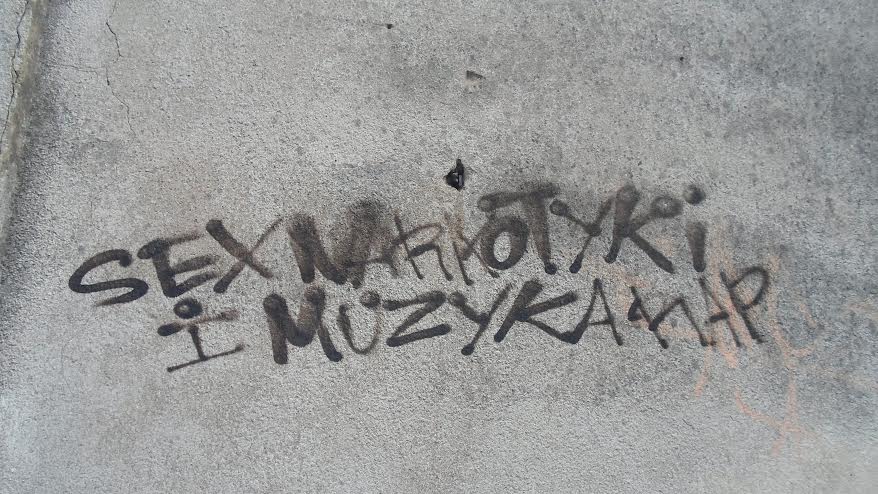 SEX NARKOTYKI
I MUZYKA